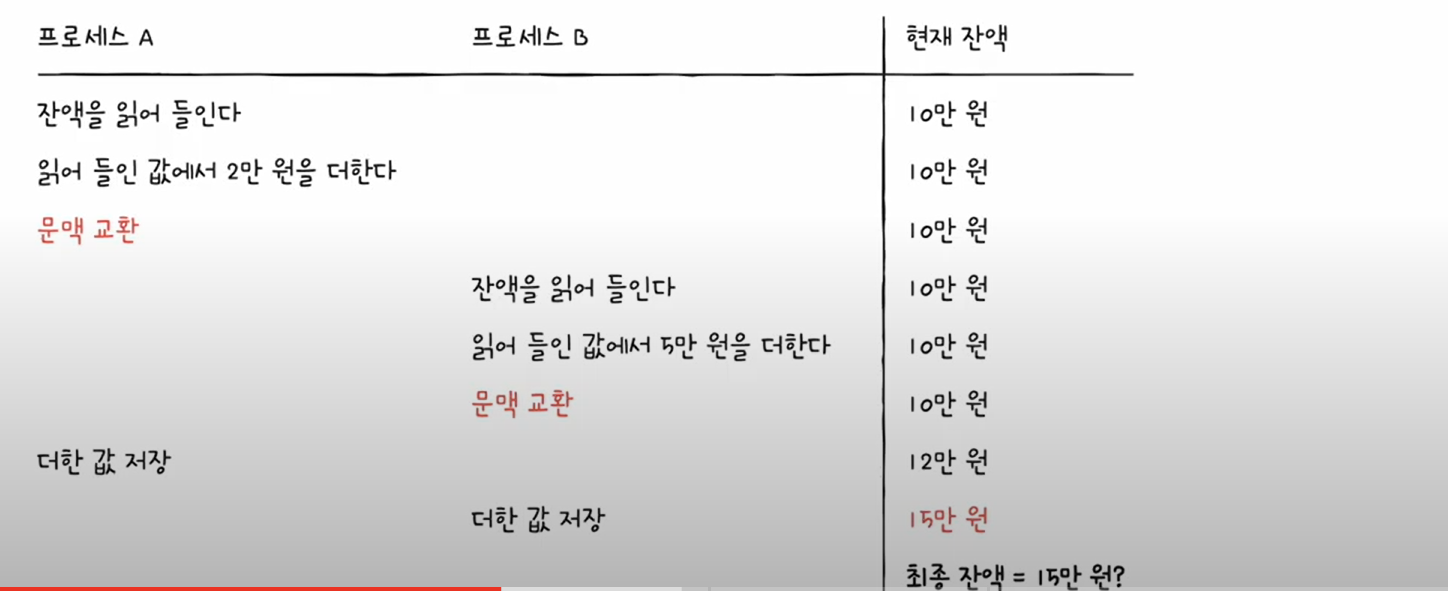 프로세스 A 프로세스 B 현재 잔액
잔액을 읽어 들인다 10만 원
읽어 들인 값에서 2만 원을 더한다 10만 원
문맥 교환 10만 원
잔액을 읽어 들인다 10만 원
읽어 들인 값에서 5만 원을 더한다 10만 원
문맥 교환 10만 원
더한 값 저장 12만 원
더한 값 저장 15만 원
최종 잔액 = 15만 원?